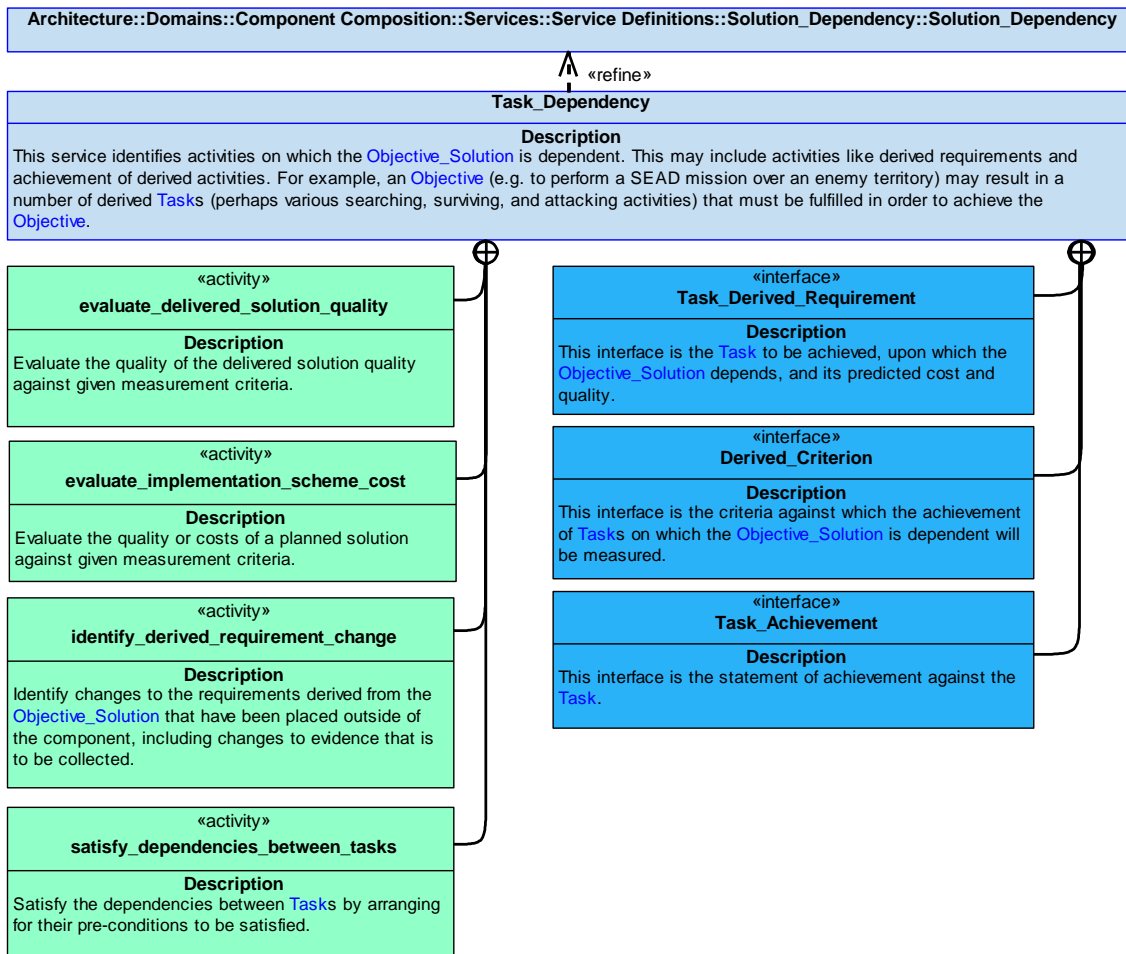 Architecture::Domains::Component Composition::Services::Service Definitions::Solution_Dependency::Solution_Dependency
«refine»
Task_Dependency
Description
This service identifies activities on which the Objective_Solution is dependent. This may include activities like derived requirements and
achievement of derived activities. For example, an Objective (e.g. to perform a SEAD mission over an enemy territory) may result in a
number of derived Tasks (perhaps various searching, surviving, and attacking activities) that must be fulfilled in order to achieve the
Objective.
«activity»
evaluate_delivered_solution_quality
Description
Evaluate the quality of the delivered solution quality
against given measurement criteria.
«activity»
evaluate_implementation_scheme_cost
Description
Evaluate the quality or costs of a planned solution
against given measurement criteria.
«activity»
identify_derived_requirement_change
Description
Identify changes to the requirements derived from the
Objective_Solution that have been placed outside of
the component, including changes to evidence that is
to be collected.
«activity»
satisfy_dependencies_between_tasks
Description
Satisfy the dependencies between Tasks by arranging
for their pre-conditions to be satisfied.
«interface»
Task_Derived_Requirement
Description
This interface is the Task to be achieved, upon which the
Objective_Solution depends, and its predicted cost and
quality.
«interface»
Derived_Criterion
Description
This interface is the criteria against which the achievement
of Tasks on which the Objective_Solution is dependent will
be measured.
«interface»
Task_Achievement
Description
This interface is the statement of achievement against the
Task.